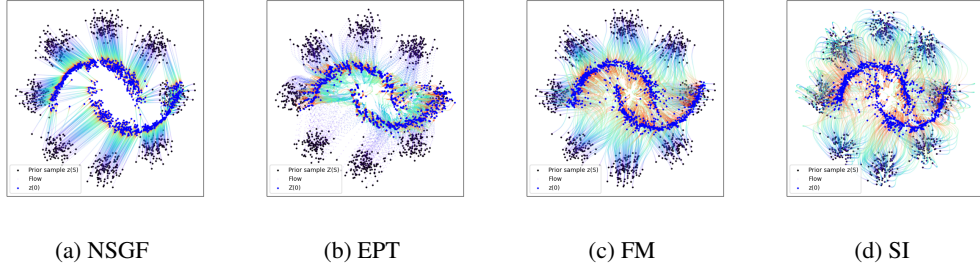 Prior sample z(S)
Flow
z(0)
Prior sample Z(S)
Flow
Z(0)
Prior sample z(S)
Flow
z(0)
Prior sample z(S)
Flow
z(0)
(a) NSGF
(b) EPT
(c) FM
(d) SI